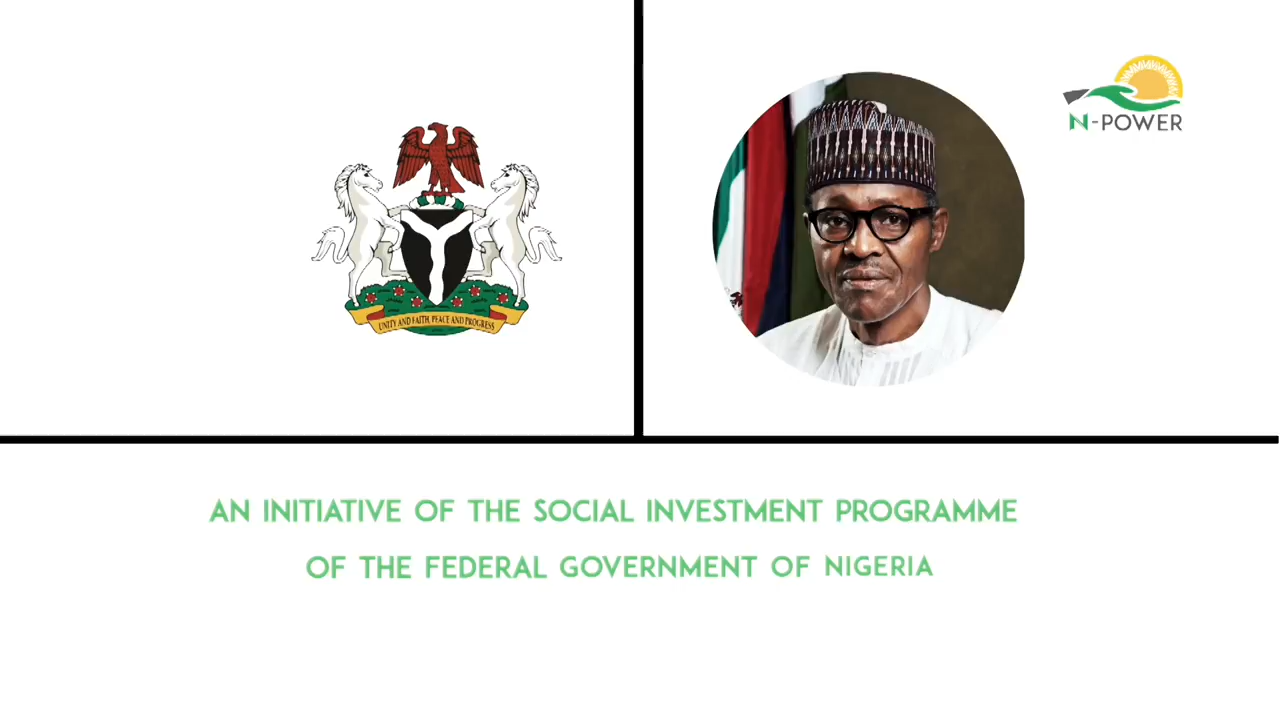 N-POWER
UNITY AND FAITH, PEACE AND PROGRESS
AN INITIATIVE OF THE SOCIAL INVESTMENT PROGRAMME
OF THE FEDERAL GOVERNMENT OF NIGERIA